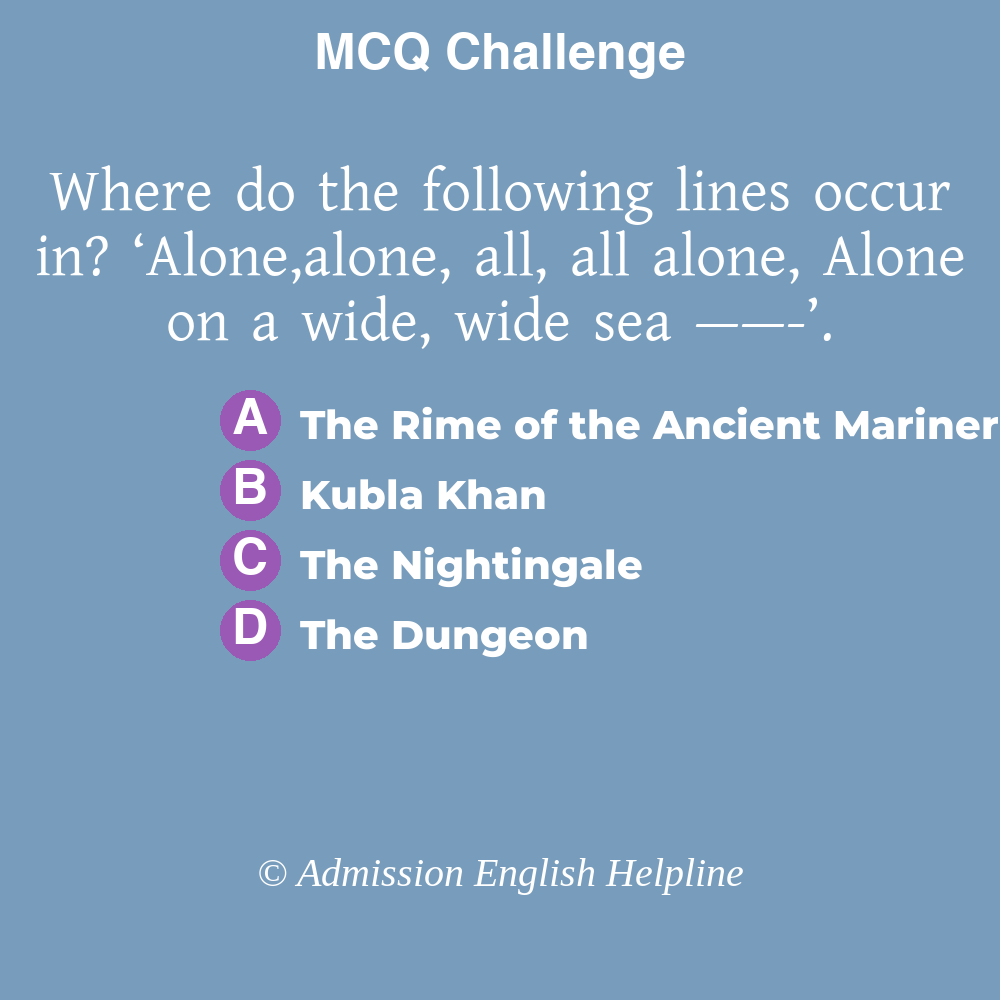 MCQ Challenge
Where do the following lines occur
in? ‘Alone,alone, all, all alone, Alone
on a wide, wide sea ——-’.
A The Rime of the Ancient Mariner
B Kubla Khan
C The Nightingale
D The Dungeon
© Admission English Helpline